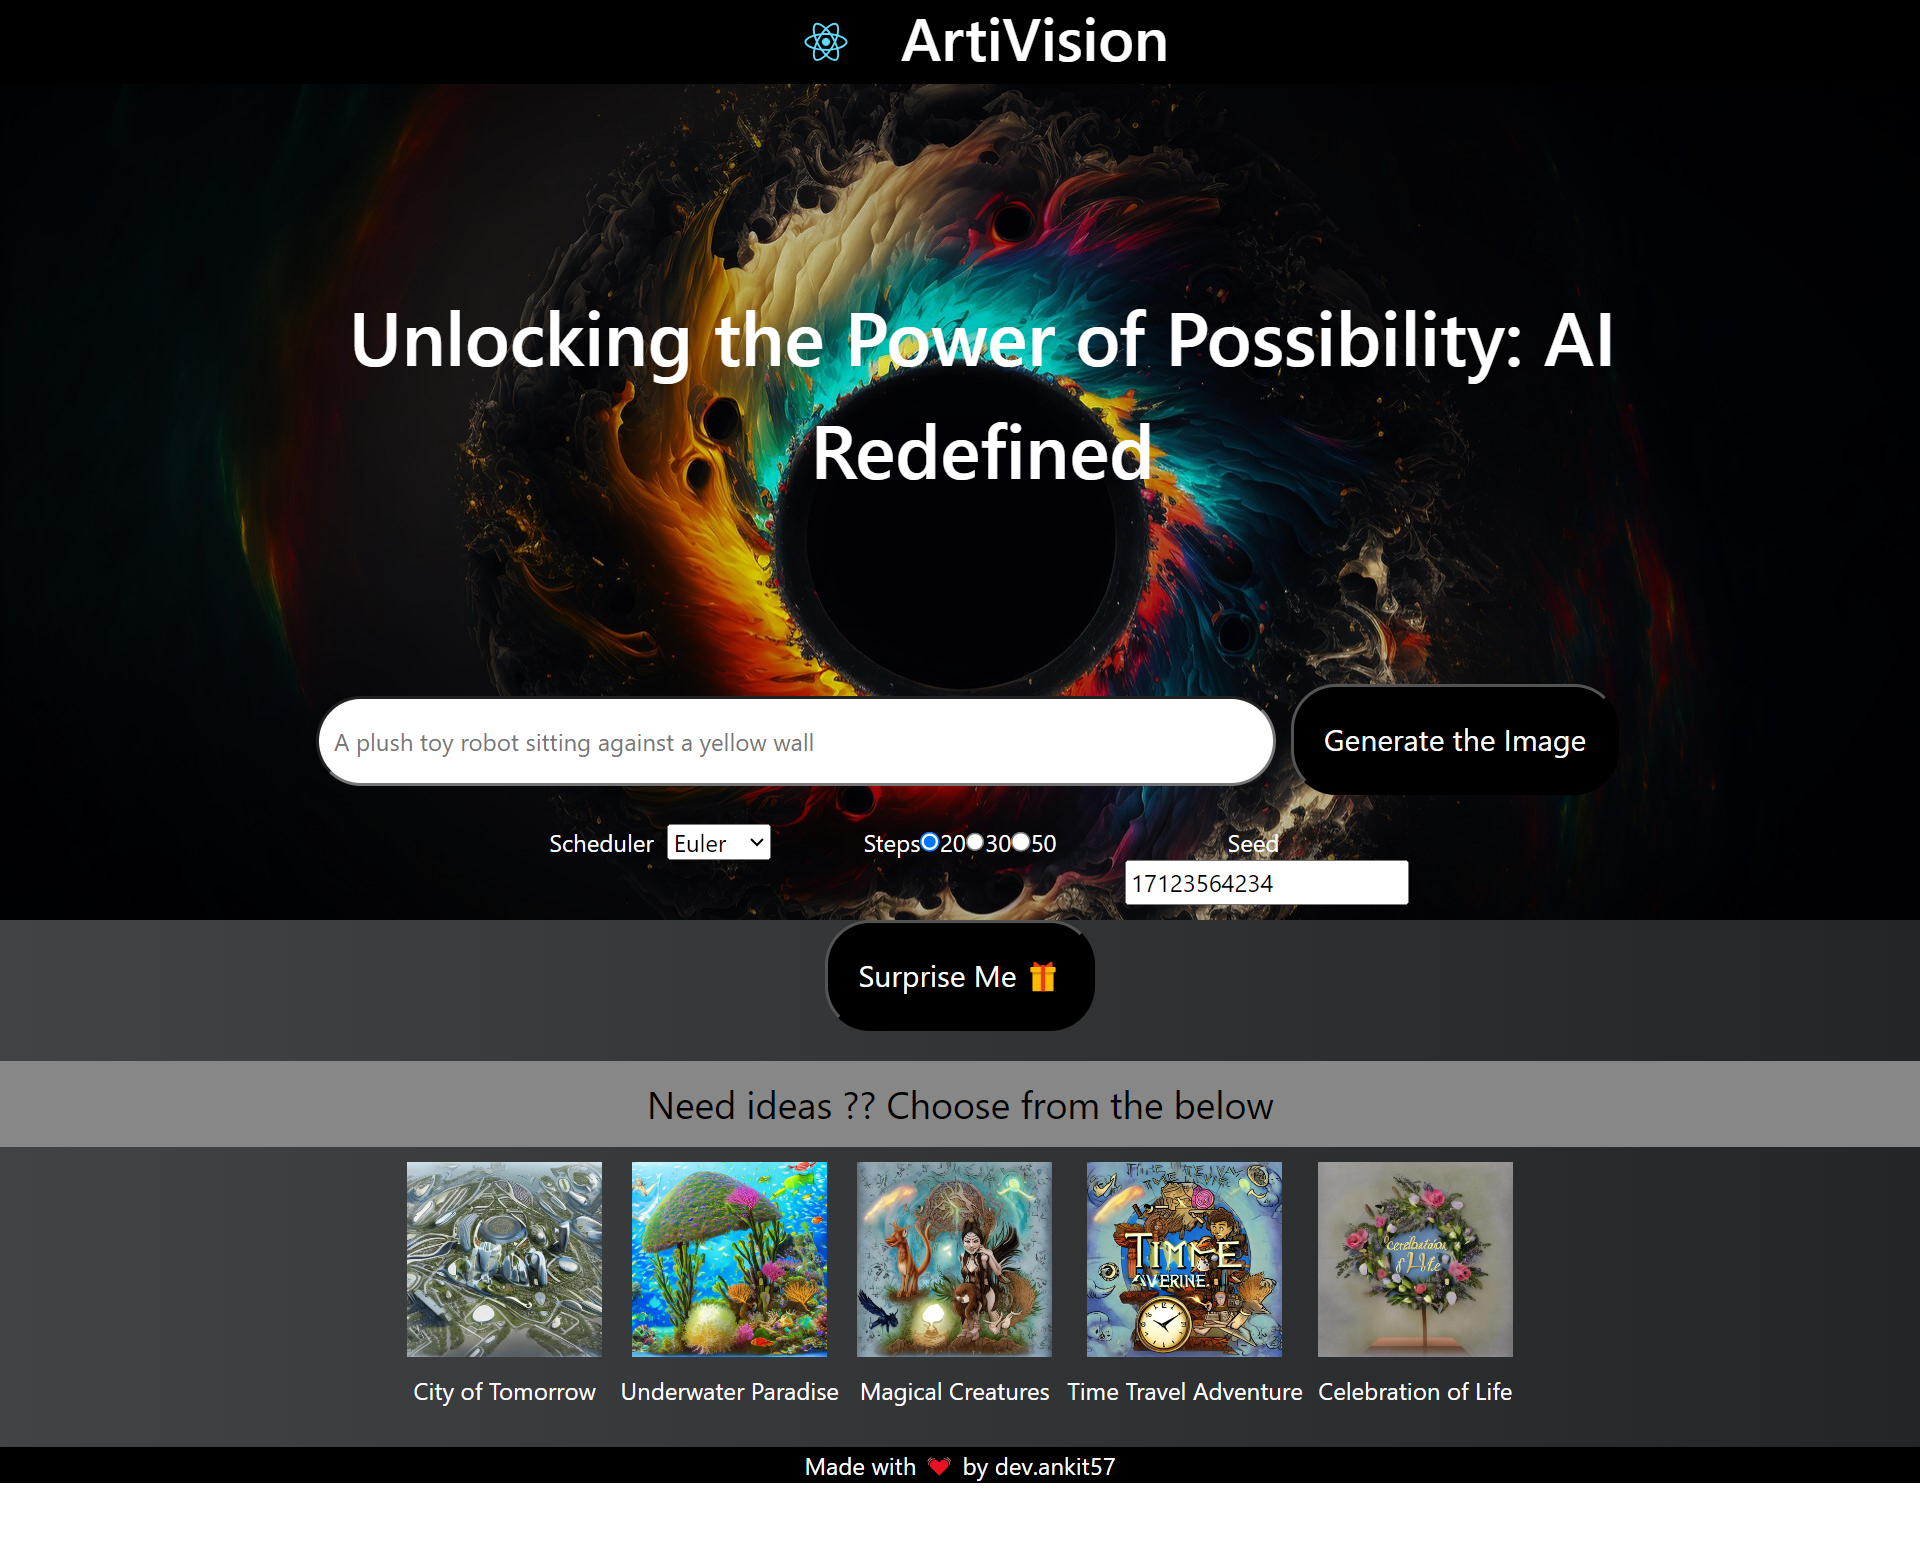 ArtiVision
Unlocking the Power of Possibility: AI
Redefined
A plush toy robot sitting against a yellow wall
Generate the Image
Scheduler Euler Steps 20 30 50 Seed
17123564234
Surprise Me 🎁
Need ideas ?? Choose from the below
TIMFE
AVERINE
City of Tomorrow Underwater Paradise Magical Creatures Time Travel Adventure Celebration of Life
Made with 💓 by dev.ankit57